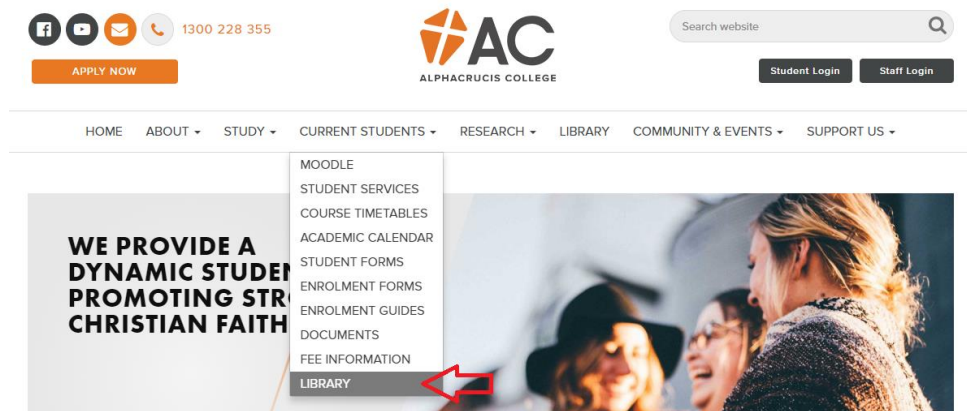 1300 228 355
APPLY NOW
AC
ALPHACRUCIS COLLEGE
Search website
Student Login
Staff Login
HOME ABOUT STUDY CURRENT STUDENTS RESEARCH LIBRARY COMMUNITY & EVENTS SUPPORT US
MOODLE
STUDENT SERVICES
COURSE TIMETABLES
ACADEMIC CALENDAR
STUDENT FORMS
ENROLMENT FORMS
ENROLMENT GUIDES
DOCUMENTS
FEE INFORMATION
LIBRARY
WE PROVIDE A
DYNAMIC
PROMOTING
CHRISTIAN FAITH